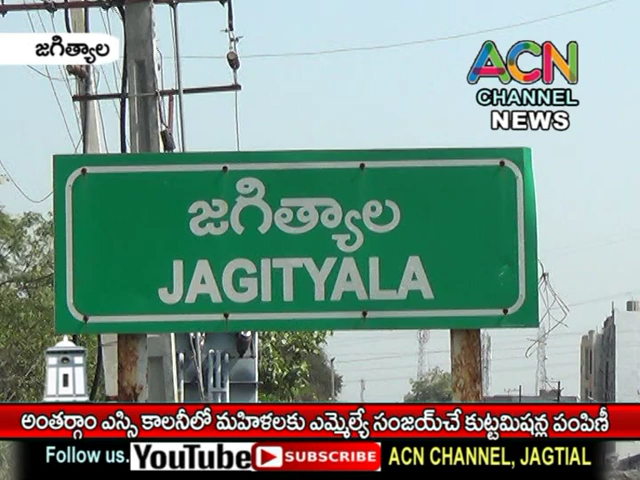 జగిత్యాల
ACN
CHANNEL
NEWS
జగిత్యాల
JAGITYALA
అంతర్గాం ఎస్సి కాలనీలో మహిళలకు ఎమ్మెల్యే సంజయ్‌చే కుట్టుమిషన్ల పంపిణీ
Follow us. YouTube SUBSCRIBE ACN CHANNEL, JAGTIAL